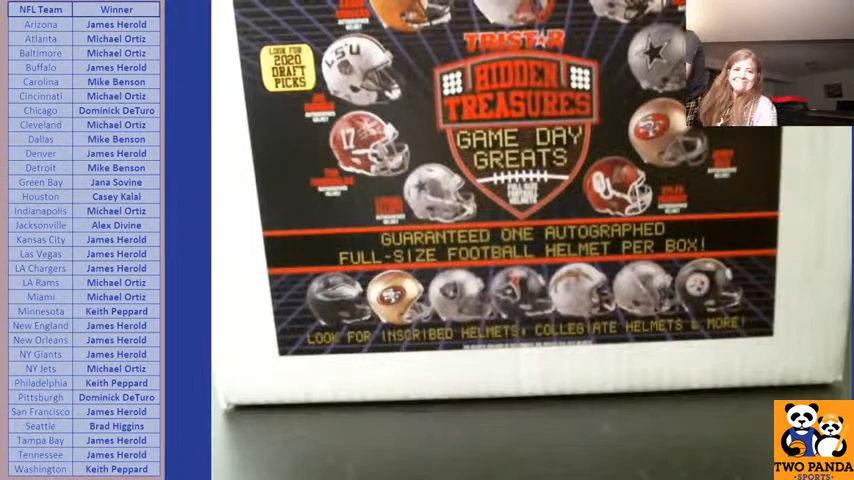 NFL Team Winner
Arizona James Herold
Atlanta Michael Ortiz
Baltimore Michael Ortiz
Buffalo James Herold
Carolina Mike Benson
Cincinnati Michael Ortiz
Chicago Dominick DeTuro
Cleveland Michael Ortiz
Dallas Mike Benson
Denver James Herold
Detroit Mike Benson
Green Bay Jana Sovine
Houston Casey Kalal
Indianapolis Michael Ortiz
Jacksonville Alex Divine
Kansas City James Herold
Las Vegas James Herold
LA Chargers James Herold
LA Rams Michael Ortiz
Miami Michael Ortiz
Minnesota Keith Peppard
New England James Herold
New Orleans James Herold
NY Giants James Herold
NY Jets Michael Ortiz
Philadelphia Keith Peppard
Pittsburgh Dominick DeTuro
San Francisco James Herold
Seattle Brad Higgins
Tampa Bay James Herold
Tennessee James Herold
Washington Keith Peppard
LOOK FOR
2020
DRAFT
PICKS
LSU
17
TRISTAR
HIDDEN
TREASURES
GAME DAY
GREATS
FULL-SIZE
FOOTBALL
HELMETS
GUARANTEED ONE AUTOGRAPHED
FULL-SIZE FOOTBALL HELMET PER BOX!
LOOK FOR INSCRIBED HELMETS, COLLEGIATE HELMETS & MORE!
TWO PANDA
SPORTS